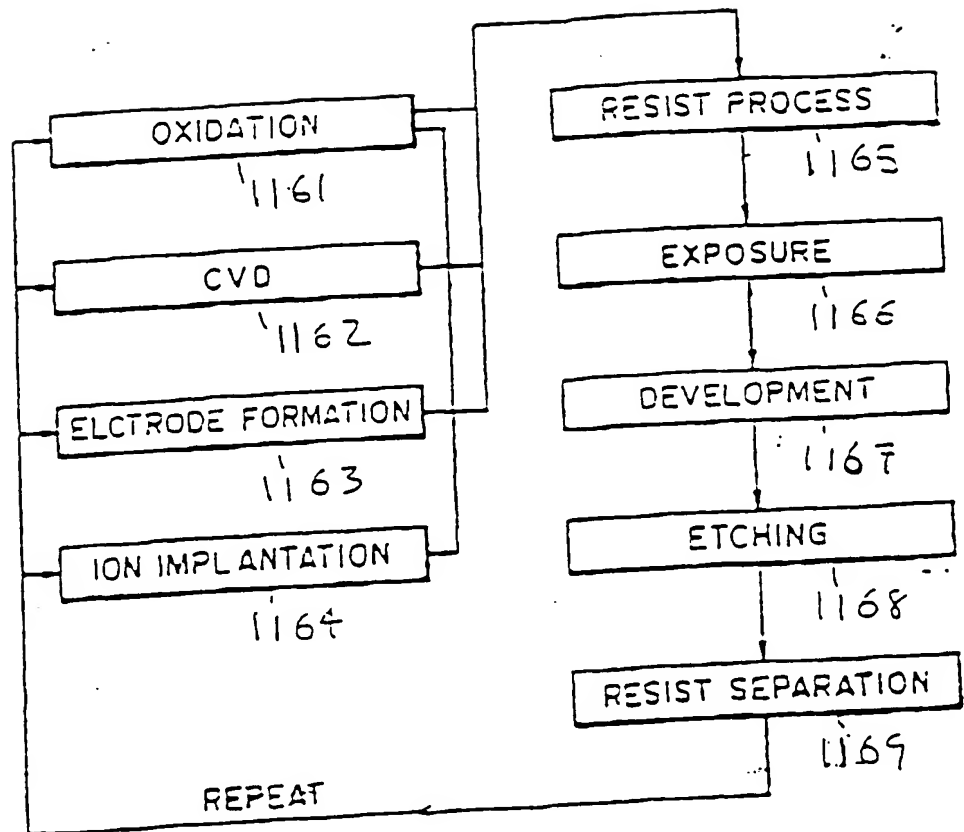 OXIDATION
1161
CVD
1162
ELCTRODE FORMATION
1163
ION IMPLANTATION
1164
RESIST PROCESS
1165
EXPOSURE
1166
DEVELOPMENT
1167
ETCHING
1168
RESIST SEPARATION
1169
REPEAT